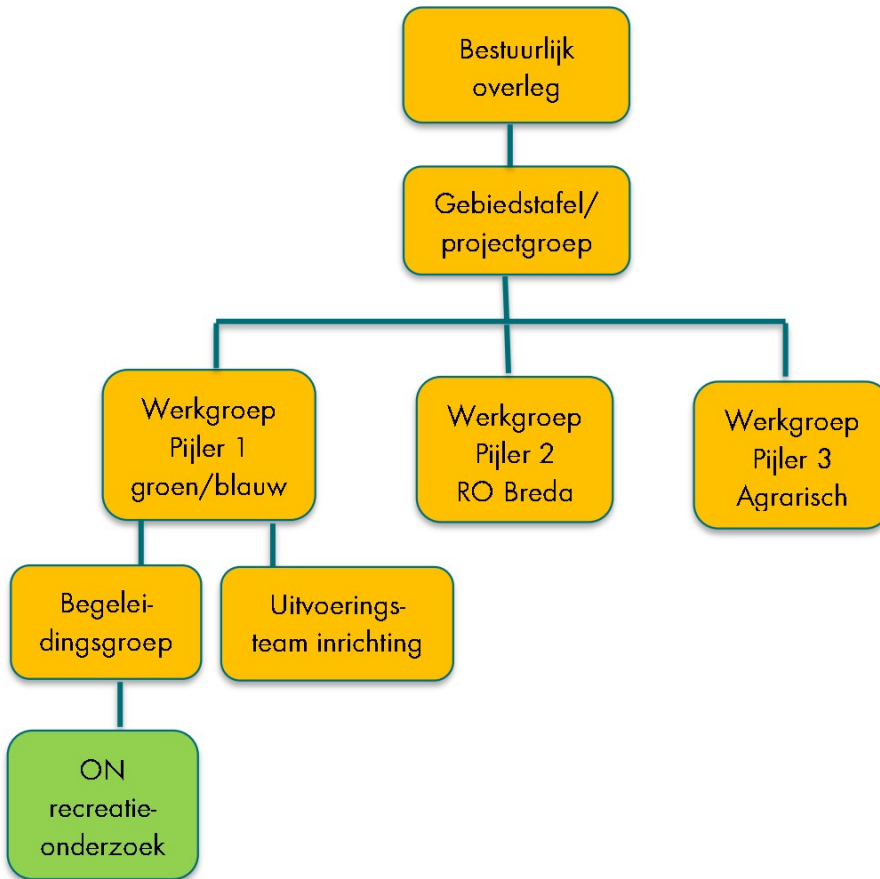 Bestuurlijk
overleg
Gebiedstafel/
projectgroep
Werkgroep
Pijler 1
groen/blauw
Werkgroep
Pijler 2
RO Breda
Werkgroep
Pijler 3
Agrarisch
Begelei-
dingsgroep
Uitvoerings-
team inrichting
ON
recreatie-
onderzoek